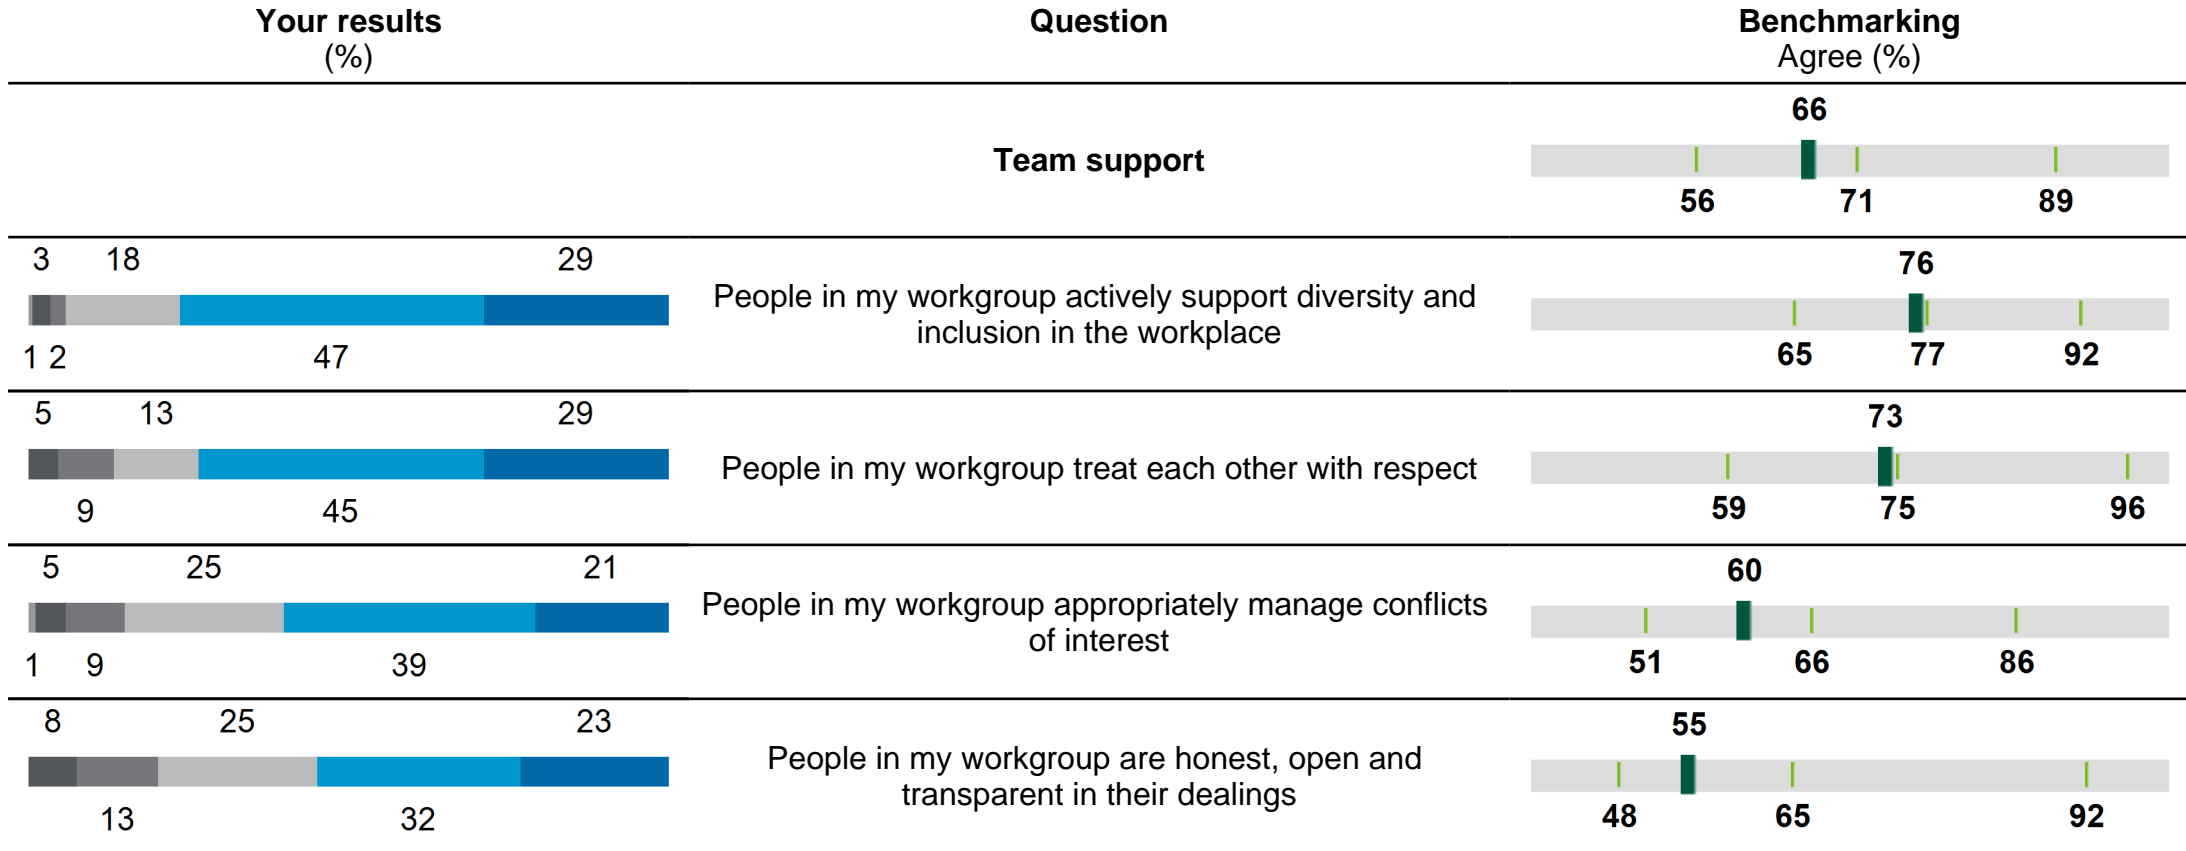 Your results
(%)
Question
Benchmarking
Agree (%)
Team support
66
56 71 89
3 18 29
1 2 47
People in my workgroup actively support diversity and
inclusion in the workplace
76
65 77 92
5 13 29
9 45
People in my workgroup treat each other with respect
73
59 75 96
5 25 21
1 9 39
People in my workgroup appropriately manage conflicts
of interest
60
51 66 86
8 25 23
13 32
People in my workgroup are honest, open and
transparent in their dealings
55
48 65 92